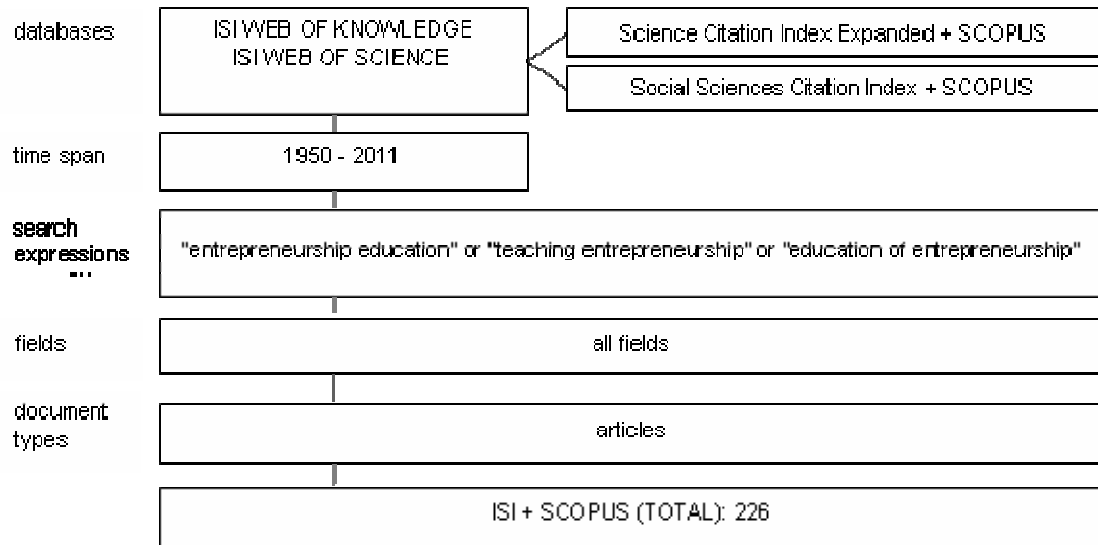 databases
ISI WEB OF KNOWLEDGE
ISI WEB OF SCIENCE
Science Citation Index Expanded + SCOPUS
Social Sciences Citation Index + SCOPUS
time span
1950 - 2011
search
expressions
"entrepreneurship education" or "teaching entrepreneurship" or "education of entrepreneurship"
fields
all fields
document
types
articles
ISI + SCOPUS (TOTAL): 226